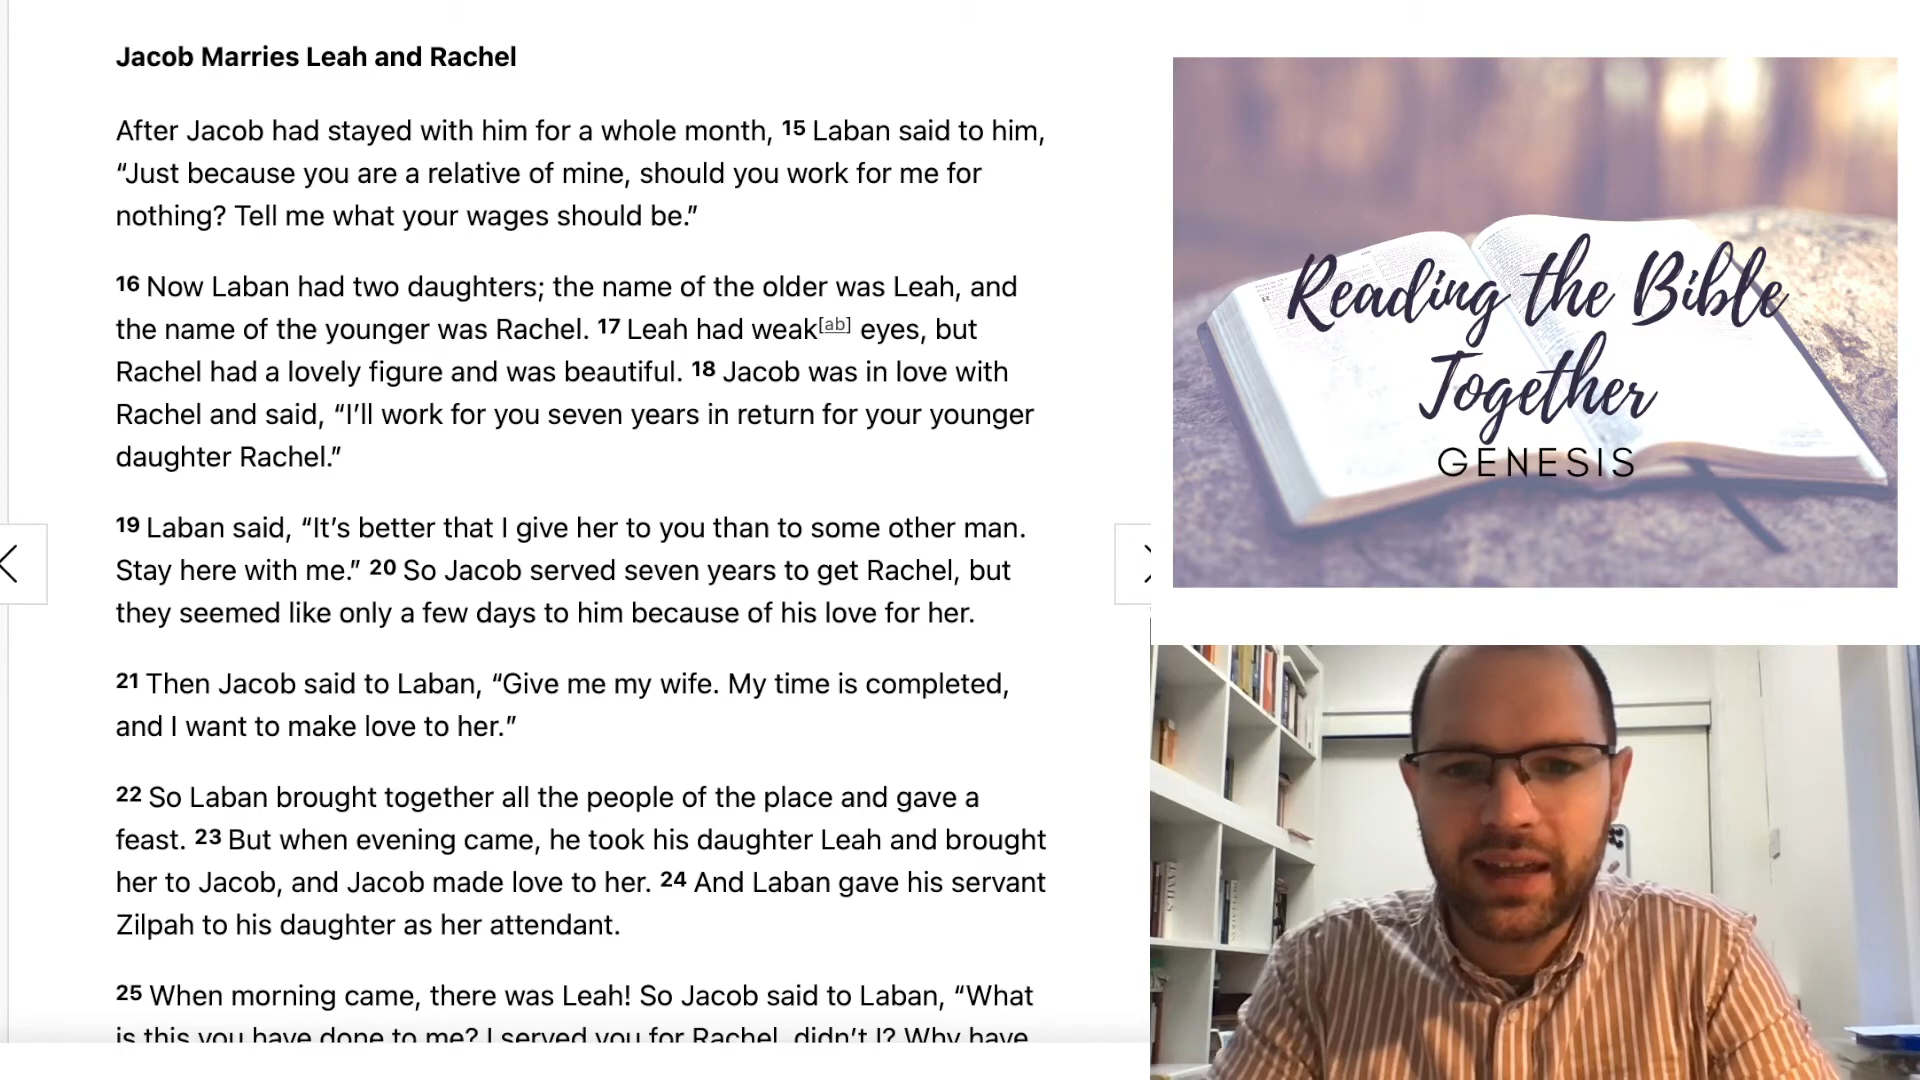 Jacob Marries Leah and Rachel
After Jacob had stayed with him for a whole month, 15 Laban said to him,
“Just because you are a relative of mine, should you work for me for
nothing? Tell me what your wages should be.”
16 Now Laban had two daughters; the name of the older was Leah, and
the name of the younger was Rachel. 17 Leah had weak[ab] eyes, but
Rachel had a lovely figure and was beautiful. 18 Jacob was in love with
Rachel and said, “I’ll work for you seven years in return for your younger
daughter Rachel.”
19 Laban said, “It’s better that I give her to you than to some other man.
Stay here with me.” 20 So Jacob served seven years to get Rachel, but
they seemed like only a few days to him because of his love for her.
21 Then Jacob said to Laban, “Give me my wife. My time is completed,
and I want to make love to her.”
22 So Laban brought together all the people of the place and gave a
feast. 23 But when evening came, he took his daughter Leah and brought
her to Jacob, and Jacob made love to her. 24 And Laban gave his servant
Zilpah to his daughter as her attendant.
25 When morning came, there was Leah! So Jacob said to Laban, “What
is this you have done to me? I served you for Rachel, didn’t I? Why have
Reading the Bible
Together
GENESIS
JAMES